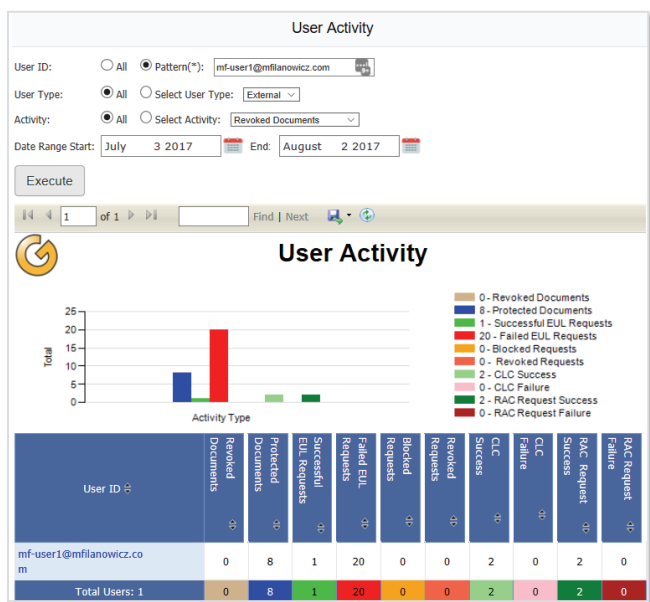 User Activity
User ID: All Pattern(*): mf-user1@mfilanowicz.com
User Type: All Select User Type: External
Activity: All Select Activity: Revoked Documents
Date Range Start: July 3 2017 End: August 2 2017
Execute
1 of 1 Find | Next
User Activity
0 - Revoked Documents
8 - Protected Documents
1 - Successful EUL Requests
20 - Failed EUL Requests
0 - Blocked Requests
0 - Revoked Requests
2 - CLC Success
0 - CLC Failure
2 - RAC Request Success
0 - RAC Request Failure
Total
25
20
15
10
5
0
Activity Type
User ID
Revoked
Documents
Protected
Documents
Successful
EUL Requests
Failed EUL
Requests
Blocked
Requests
Revoked
Requests
CLC
Success
CLC
Failure
RAC Request
Success
RAC Request
Failure
mf-user1@mfilanowicz.co
m
0 8 1 20 0 0 2 0 2 0
Total Users: 1 0 8 1 20 0 0 2 0 2 0